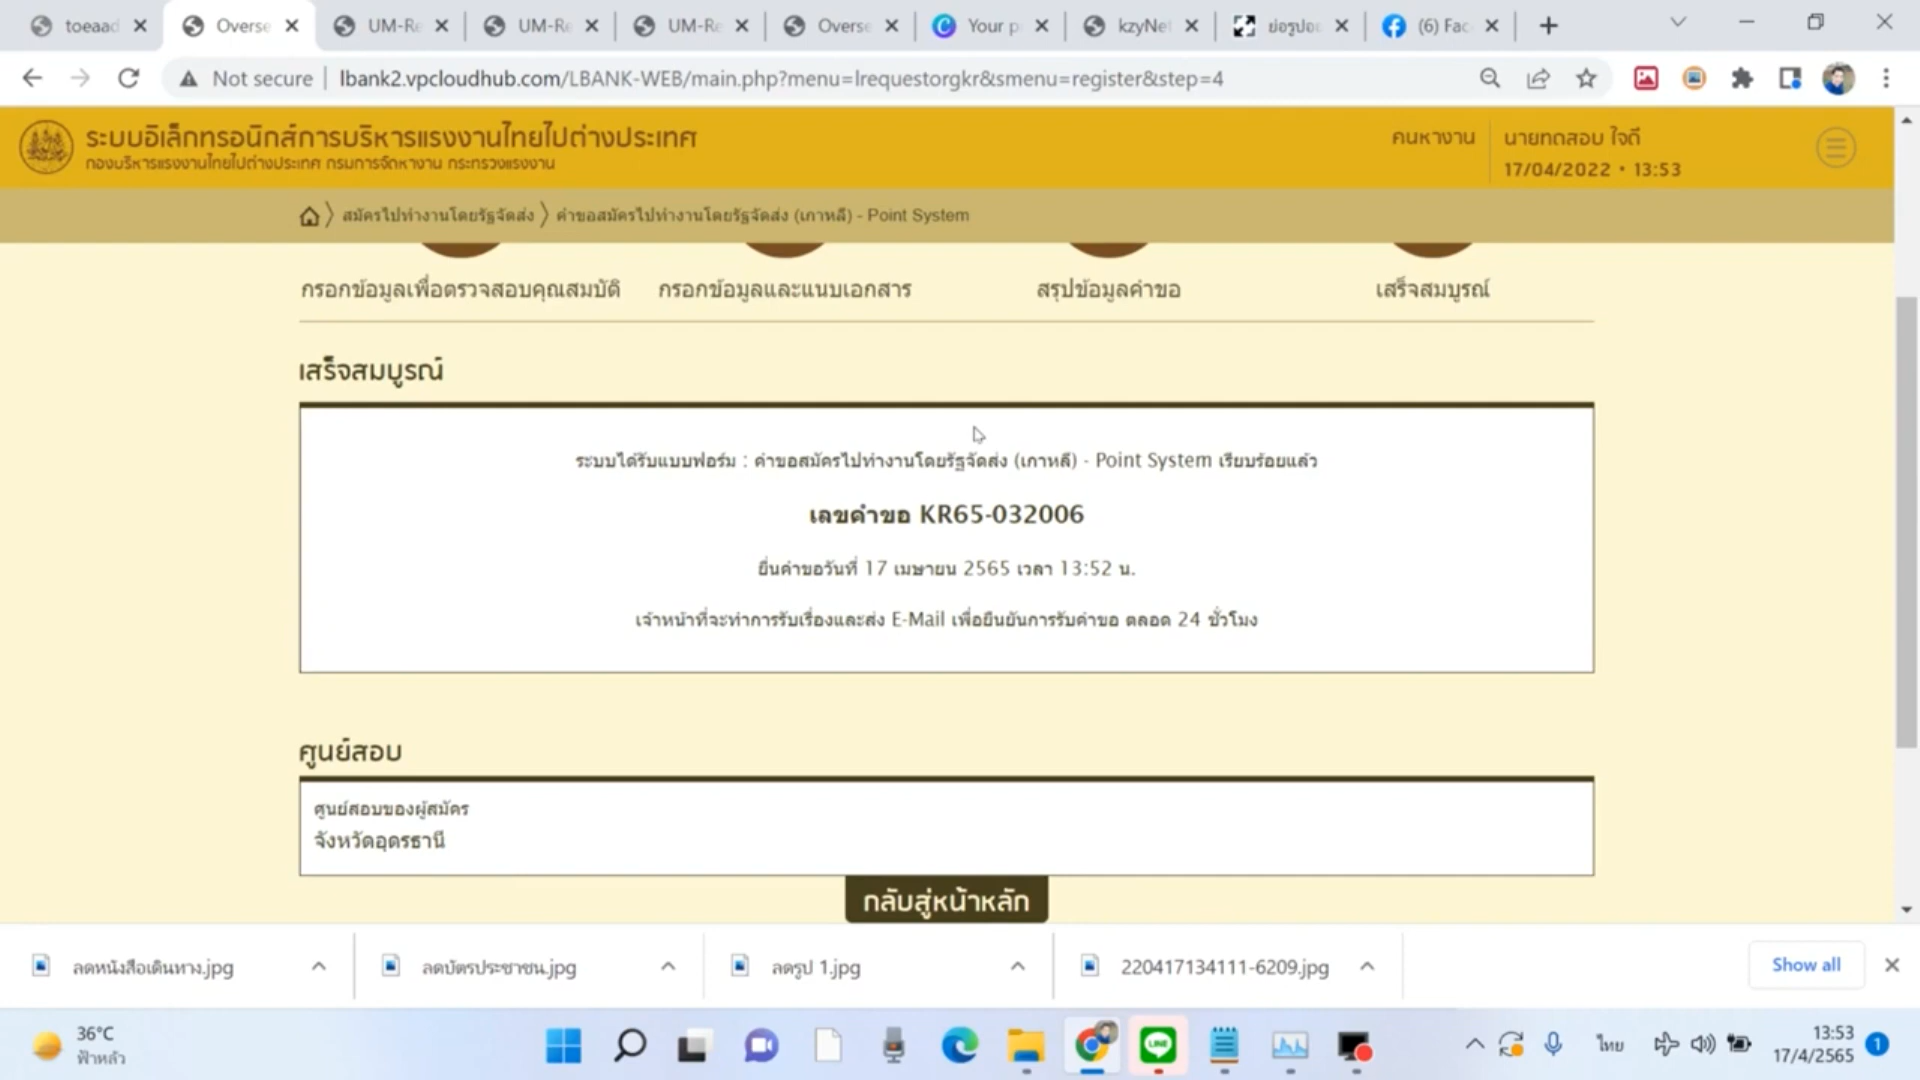 toeaad
Overse
UM-Re
UM-Re
UM-Re
Overse
Your p
kzyNet
ย่อรูปอ
(6) Fac
Not secure
lbank2.vpcloudhub.com/LBANK-WEB/main.php?menu=lrequestorgkr&smenu=register&step=4
ระบบอิเล็กทรอนิกส์การบริหารแรงงานไทยไปต่างประเทศ
กองบริหารแรงงานไทยไปต่างประเทศ กรมการจัดหางาน กระทรวงแรงงาน
คนหางาน
นายทดสอบ ใจดี
17/04/2022 • 13:53
สมัครไปทำงานโดยรัฐจัดส่ง 〉 คำขอสมัครไปทำงานโดยรัฐจัดส่ง (เกาหลี) - Point System
กรอกข้อมูลเพื่อตรวจสอบคุณสมบัติ
กรอกข้อมูลและแนบเอกสาร
สรุปข้อมูลคำขอ
เสร็จสมบูรณ์
เสร็จสมบูรณ์
ระบบได้รับแบบฟอร์ม : คำขอสมัครไปทำงานโดยรัฐจัดส่ง (เกาหลี) - Point System เรียบร้อยแล้ว
เลขคำขอ KR65-032006
ยื่นคำขอวันที่ 17 เมษายน 2565 เวลา 13:52 น.
เจ้าหน้าที่จะทำการรับเรื่องและส่ง E-Mail เพื่อยืนยันการรับคำขอ ตลอด 24 ชั่วโมง
ศูนย์สอบ
ศูนย์สอบของผู้สมัคร
จังหวัดอุดรธานี
กลับสู่หน้าหลัก
ลดหนังสือเดินทาง.jpg
ลดบัตรประชาชน.jpg
ลดรูป 1.jpg
220417134111-6209.jpg
Show all
36°C
ฟ้าหลัว
LINE
ไทย
13:53
17/4/2565
1